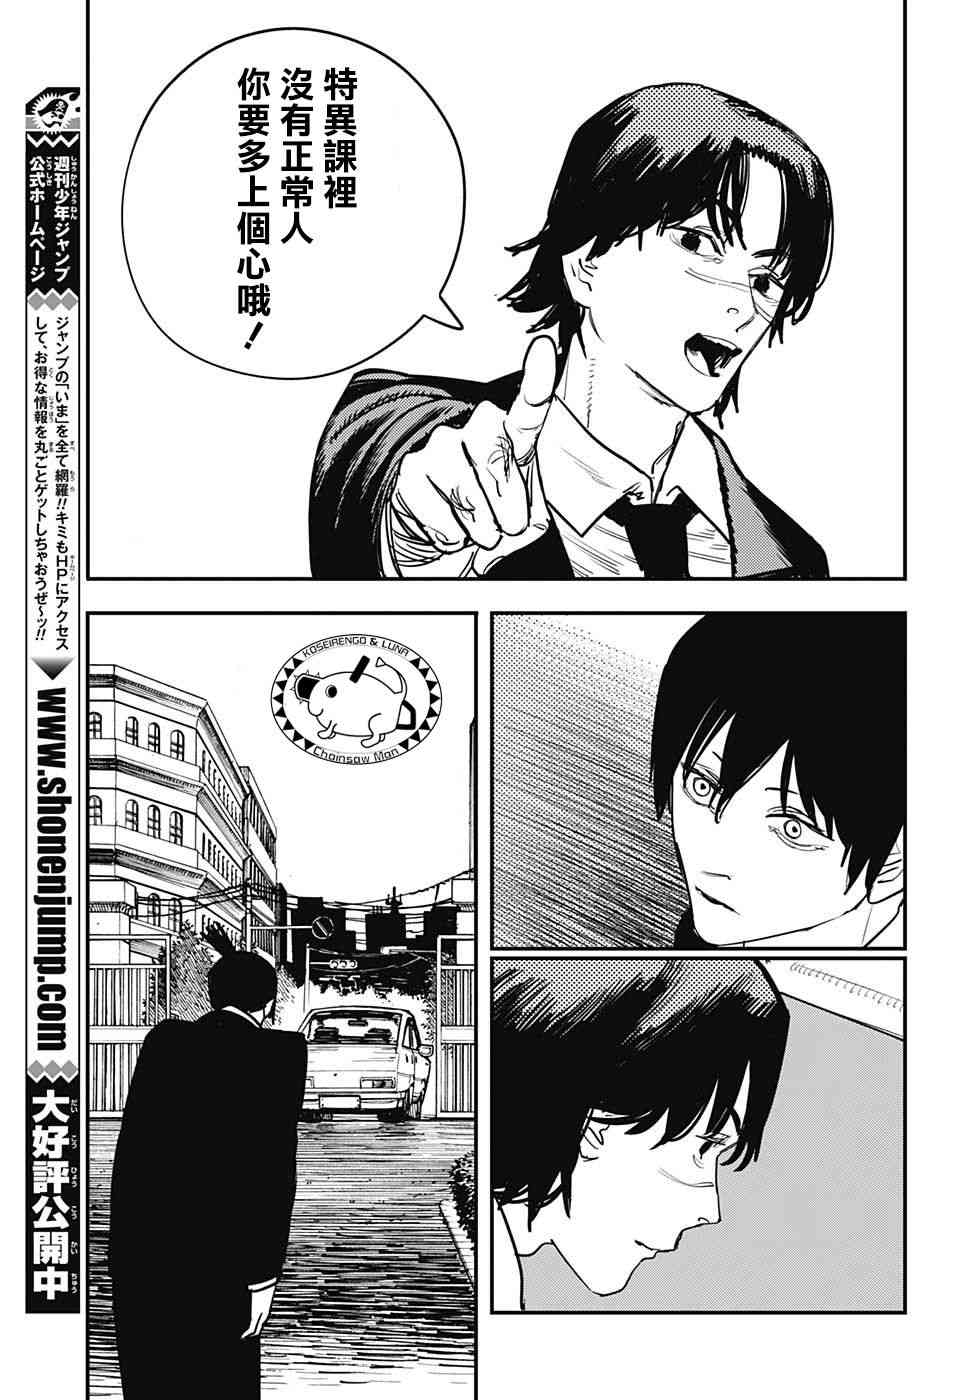 特異課裡
沒有正常人
你要多上個心哦！
KOSEIRENGO & LUNA
Chainsaw Man
週刊少年ジャンプ
公式ホームページ
ジャンプの「いま」を全て網羅!!キミもHPにアクセス
して、お得な情報を丸ごとゲットしちゃおうぜ〜ッ!!
www.shonenjump.com
大好評公開中